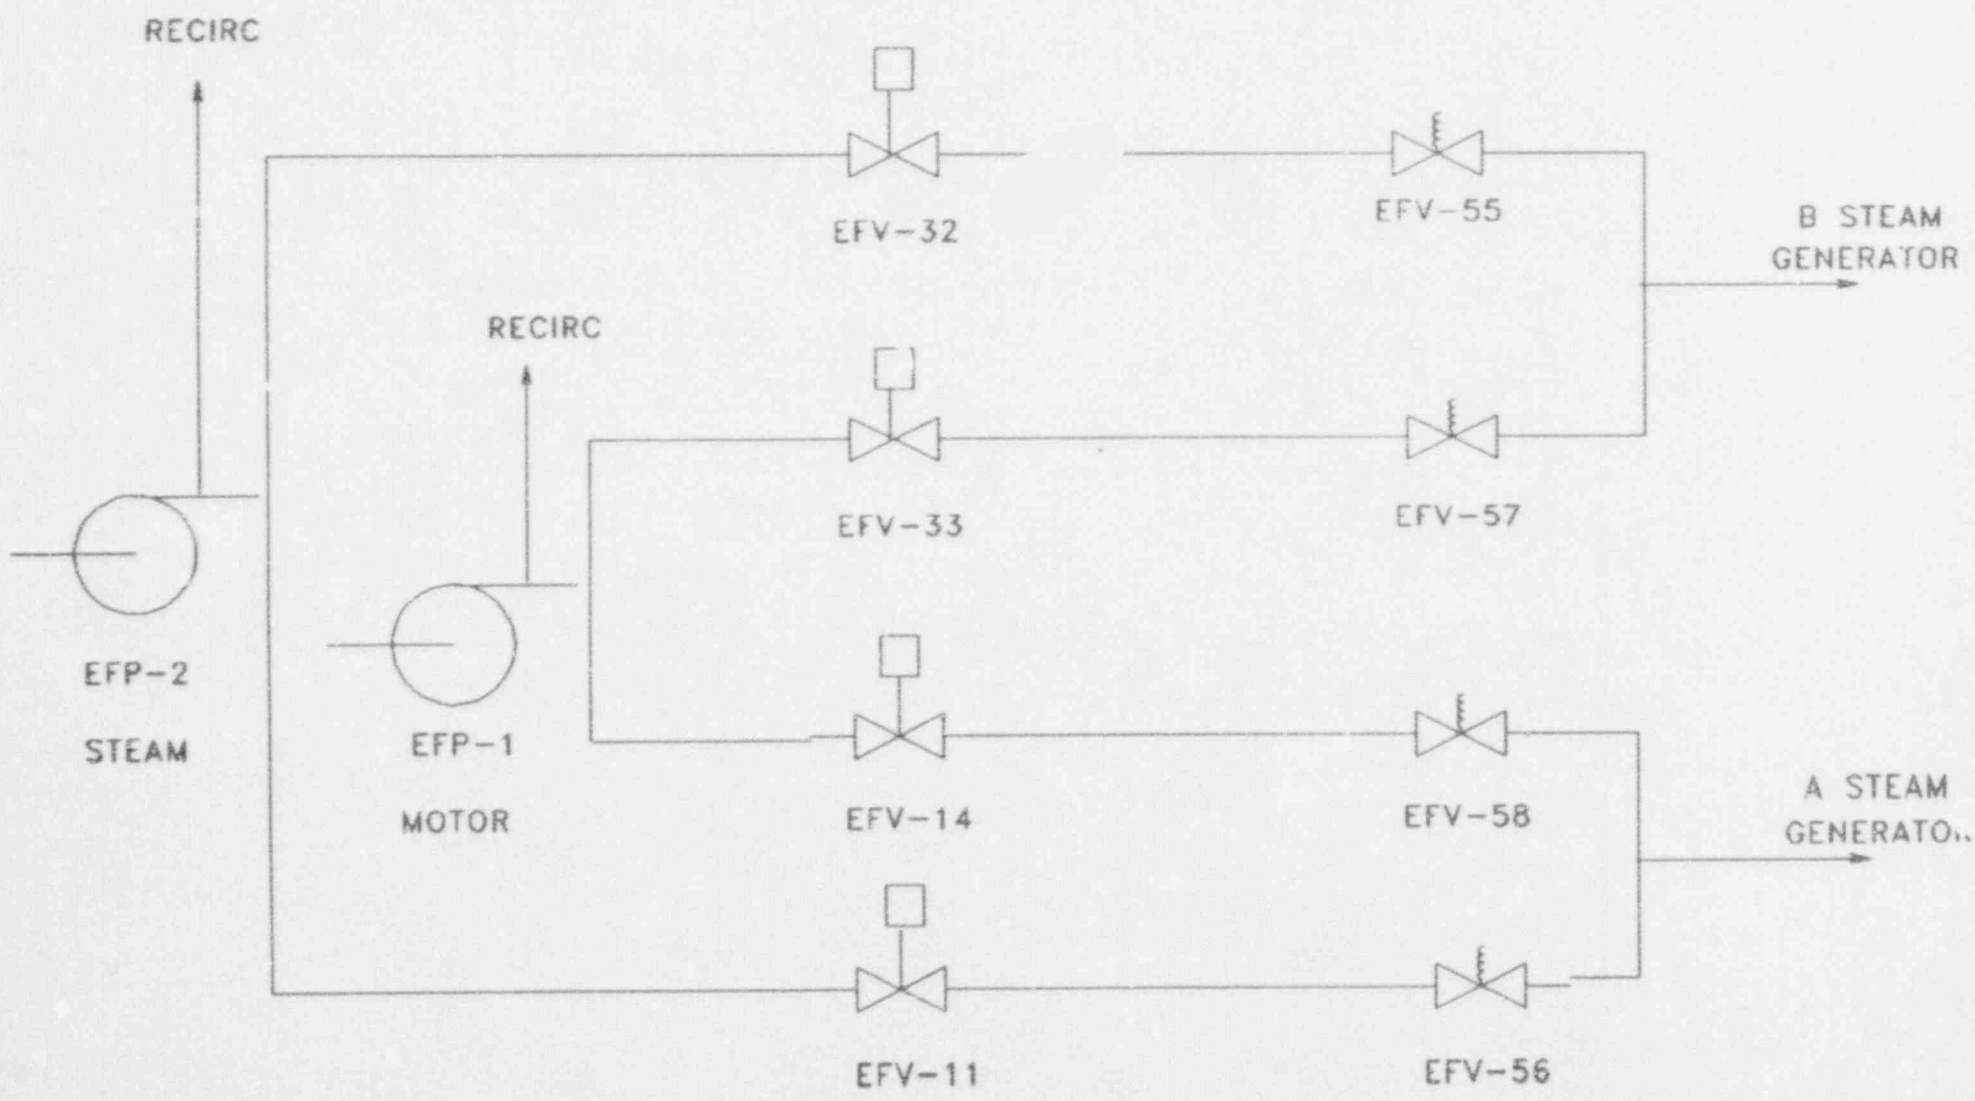 RECIRC
EFV-32
EFV-55
B STEAM
GENERATOR
RECIRC
EFV-33
EFV-57
EFP-2
STEAM
EFP-1
MOTOR
EFV-14
EFV-58
A STEAM
GENERATO
EFV-11
EFV-56